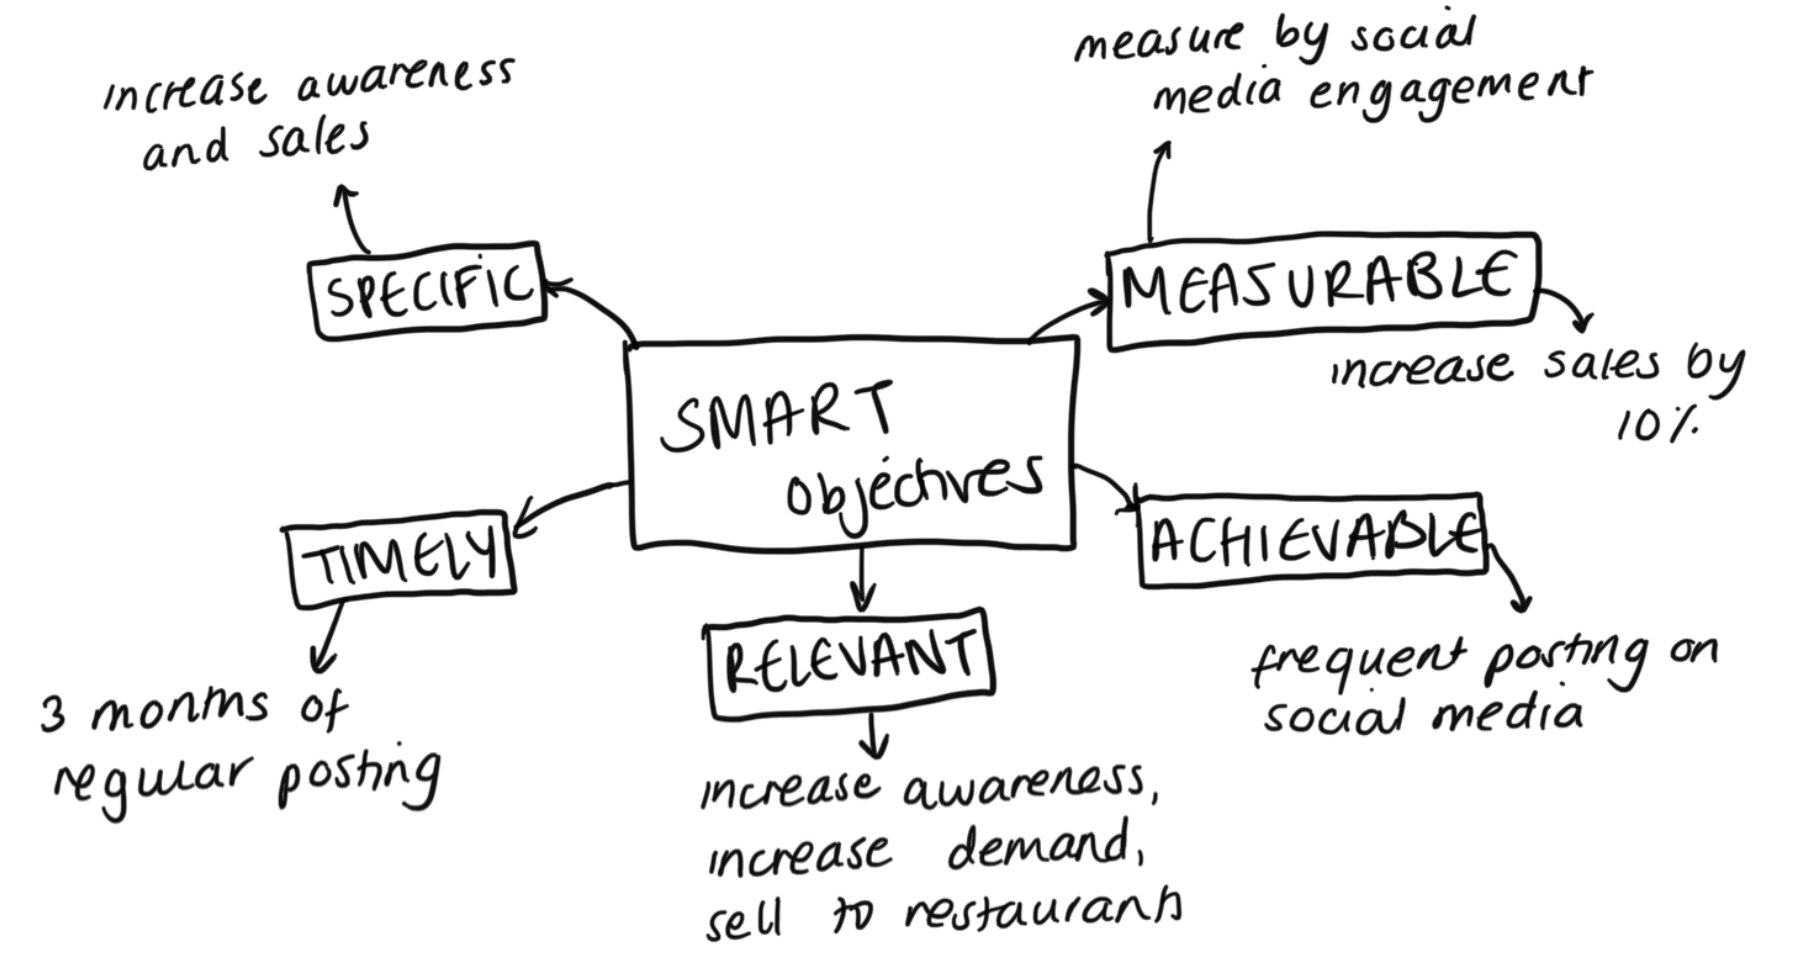 increase awareness
and sales
measure by social
media engagement
SPECIFIC
MEASURABLE
increase sales by
10%
SMART
objectives
TIMELY
ACHIEVABLE
3 months of
regular posting
RELEVANT
frequent posting on
social media
increase awareness,
increase demand,
sell to restaurants